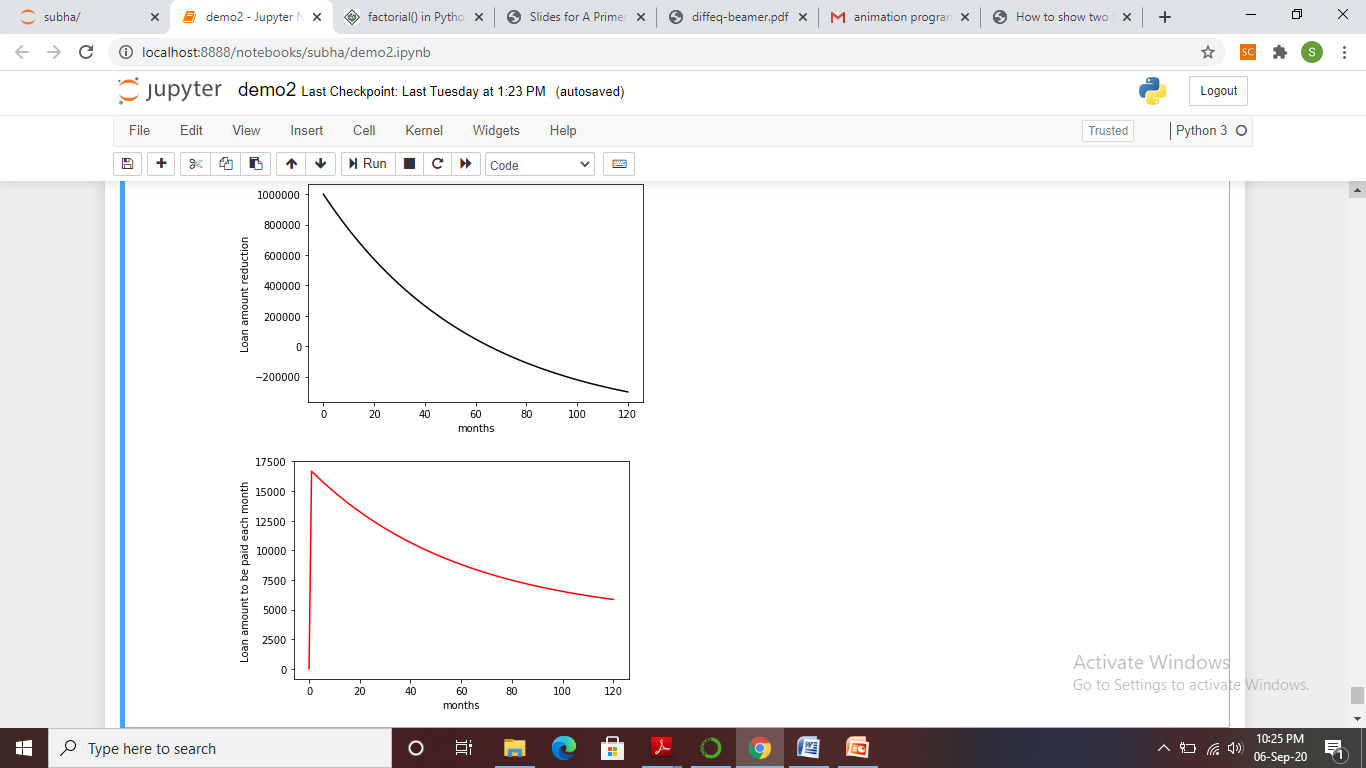 subha/
demo2 - Jupyter N
factorial() in Pytho
Slides for A Primer
diffeq-beamer.pdf
animation progran
How to show two
localhost:8888/notebooks/subha/demo2.ipynb
SC
S
jupyter demo2 Last Checkpoint: Last Tuesday at 1:23 PM (autosaved)
Logout
File Edit View Insert Cell Kernel Widgets Help
Trusted
Python 3
Run
Code
1000000
800000
600000
400000
200000
0
−200000
Loan amount reduction
0 20 40 60 80 100 120
months
17500
15000
12500
10000
7500
5000
2500
0
Loan amount to be paid each month
0 20 40 60 80 100 120
months
Activate Windows
Go to Settings to activate Windows.
Type here to search
10:25 PM
06-Sep-20
1